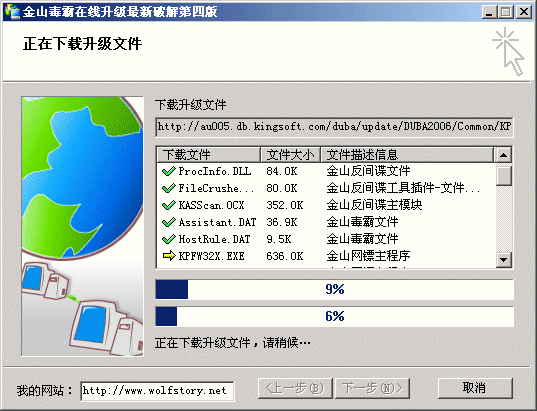 金山毒霸在线升级最新破解第四版
正在下载升级文件
下载升级文件
http://au005.db.kingsoft.com/duba/update/DUBA2006/Common/KP
下载文件 文件大小 文件描述信息
ProcInfo.DLL 84.0K 金山反间谍文件
FileCrushe... 80.0K 金山反间谍工具插件-文件...
KASScan.OCX 352.0K 金山反间谍主模块
Assistant.DAT 36.9K 金山毒霸文件
HostRule.DAT 9.5K 金山毒霸文件
KPFW32X.EXE 636.0K 金山网镖主程序
9%
6%
正在下载升级文件，请稍候…
我的网站： http://www.wolfstory.net <上一步(B) 下一步(N)> 取消